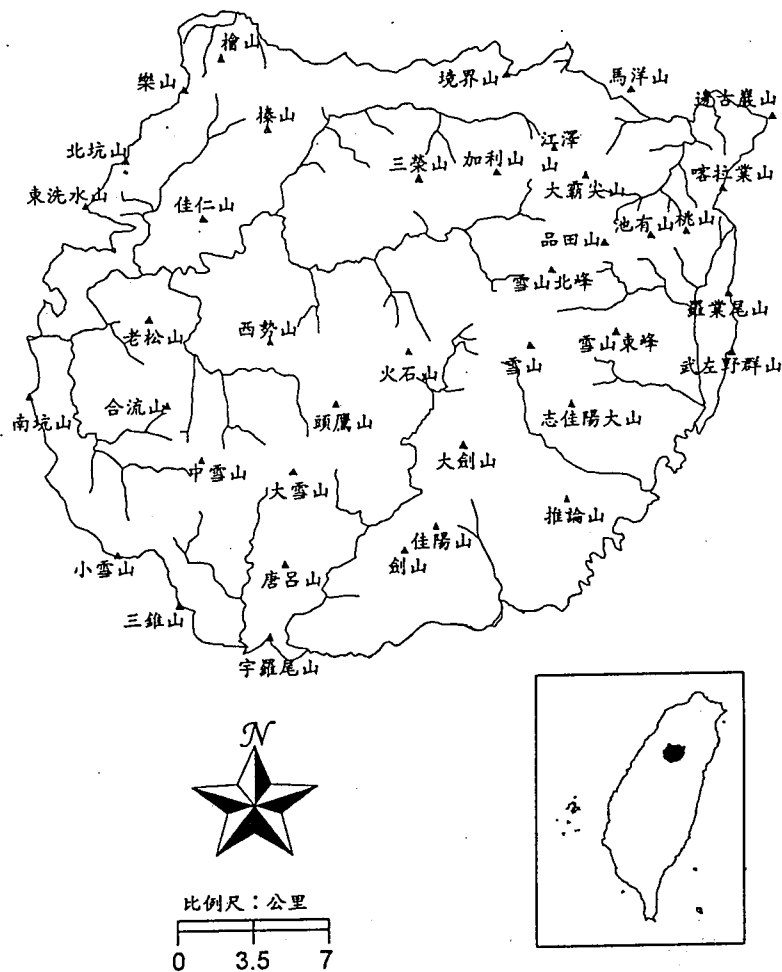 檜山
樂山
境界山
馬洋山
邊吉巖山
榛山
北坑山
三榮山
加利山
江澤
山
大霸尖山
喀拉業山
東洗水山
佳仁山
品田山
池有山
桃山
雪山北峰
羅葉尾山
老松山
西勢山
火石山
雪山
雪山東峰
武左野群山
南坑山
合流山
頭鷹山
志佳陽大山
中雪山
大雪山
大劍山
推論山
小雪山
唐呂山
劍山
佳陽山
三錐山
宇羅尾山
N
比例尺：公里
0 3.5 7